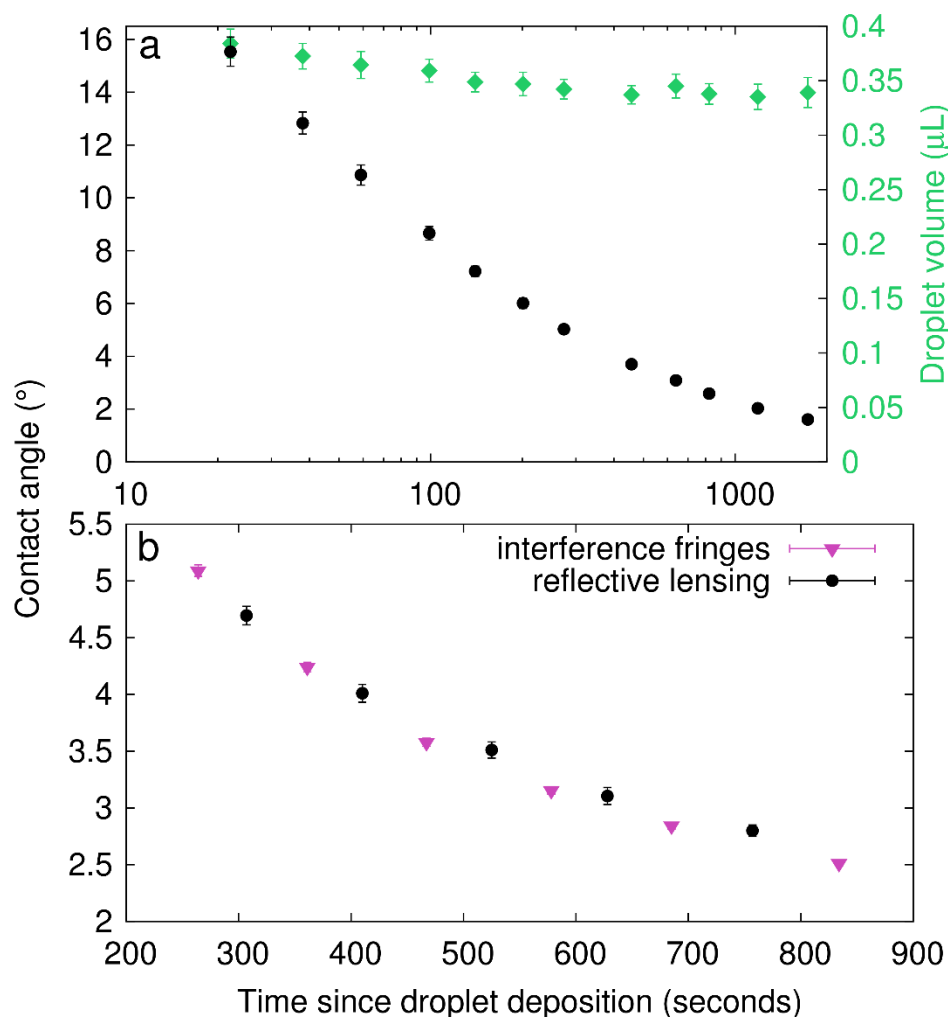 a
16
14
12
10
8
6
4
2
0
0.4
0.35
0.3
0.25
0.2
0.15
0.1
0.05
0
Droplet volume (μL)
10 100 1000
Contact angle (°)
b
interference fringes
reflective lensing
5.5
5
4.5
4
3.5
3
2.5
2
200 300 400 500 600 700 800 900
Time since droplet deposition (seconds)